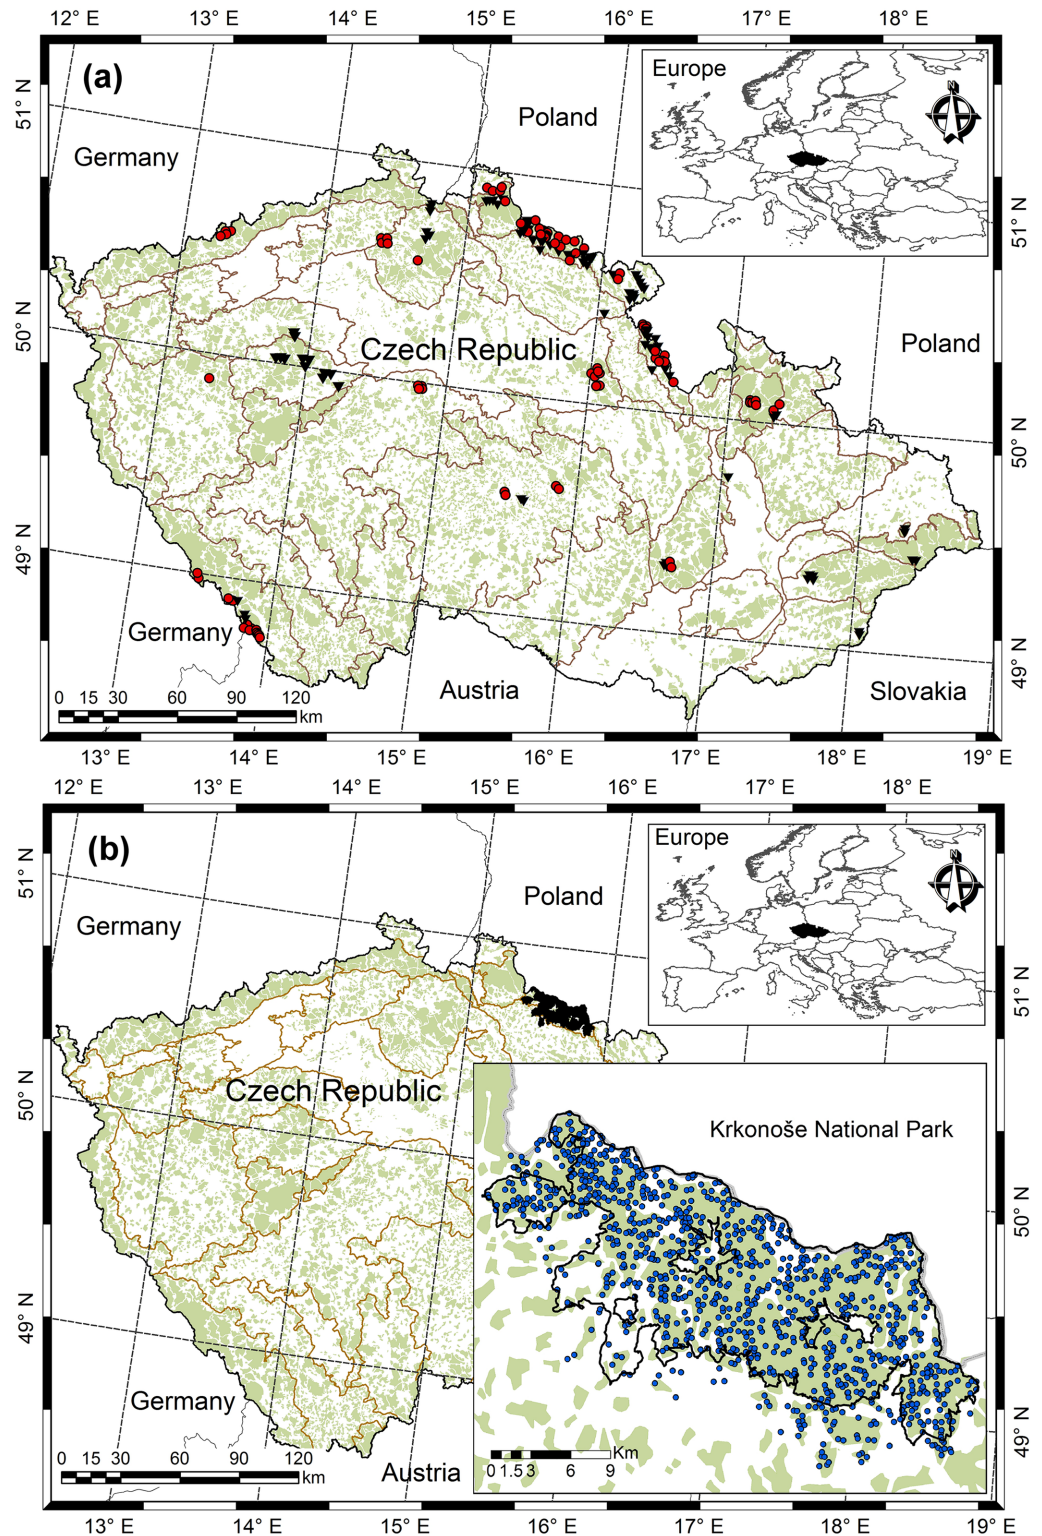 12° E 13° E 14° E 15° E 16° E 17° E 18° E
(a)
Europe
N
51° N
Poland
Germany
51° N
50° N
Czech Republic
Poland
50° N
49° N
Germany
49° N
Austria
Slovakia
0 15 30 60 90 120
km
13° E 14° E 15° E 16° E 17° E 18° E 19° E
12° E 13° E 14° E 15° E 16° E 17° E 18° E
(b)
Europe
N
51° N
Poland
Germany
51° N
50° N
Czech Republic
Krkonoše National Park
50° N
49° N
Germany
49° N
Austria
Km
0 1.5 3 6 9
0 15 30 60 90 120
km
13° E 14° E 15° E 16° E 17° E 18° E 19° E